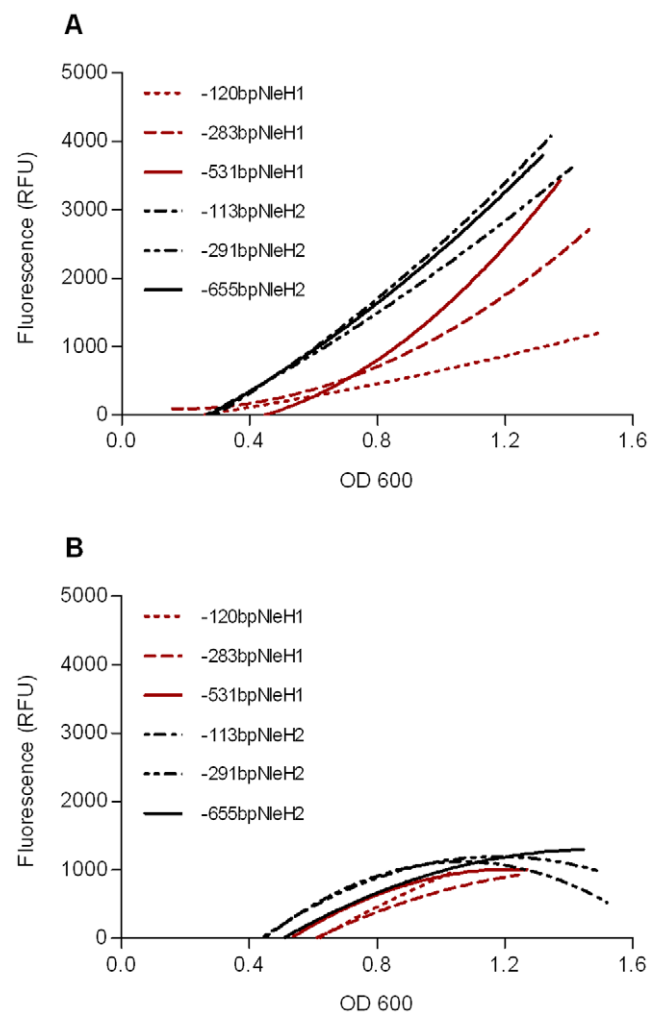 A
5000
4000
3000
2000
1000
0
Fluorescence (RFU)
-120bpNleH1
-283bpNleH1
-531bpNleH1
-113bpNleH2
-291bpNleH2
-655bpNleH2
0.0 0.4 0.8 1.2 1.6
OD 600
B
5000
4000
3000
2000
1000
0
Fluorescence (RFU)
-120bpNleH1
-283bpNleH1
-531bpNleH1
-113bpNleH2
-291bpNleH2
-655bpNleH2
0.0 0.4 0.8 1.2 1.6
OD 600